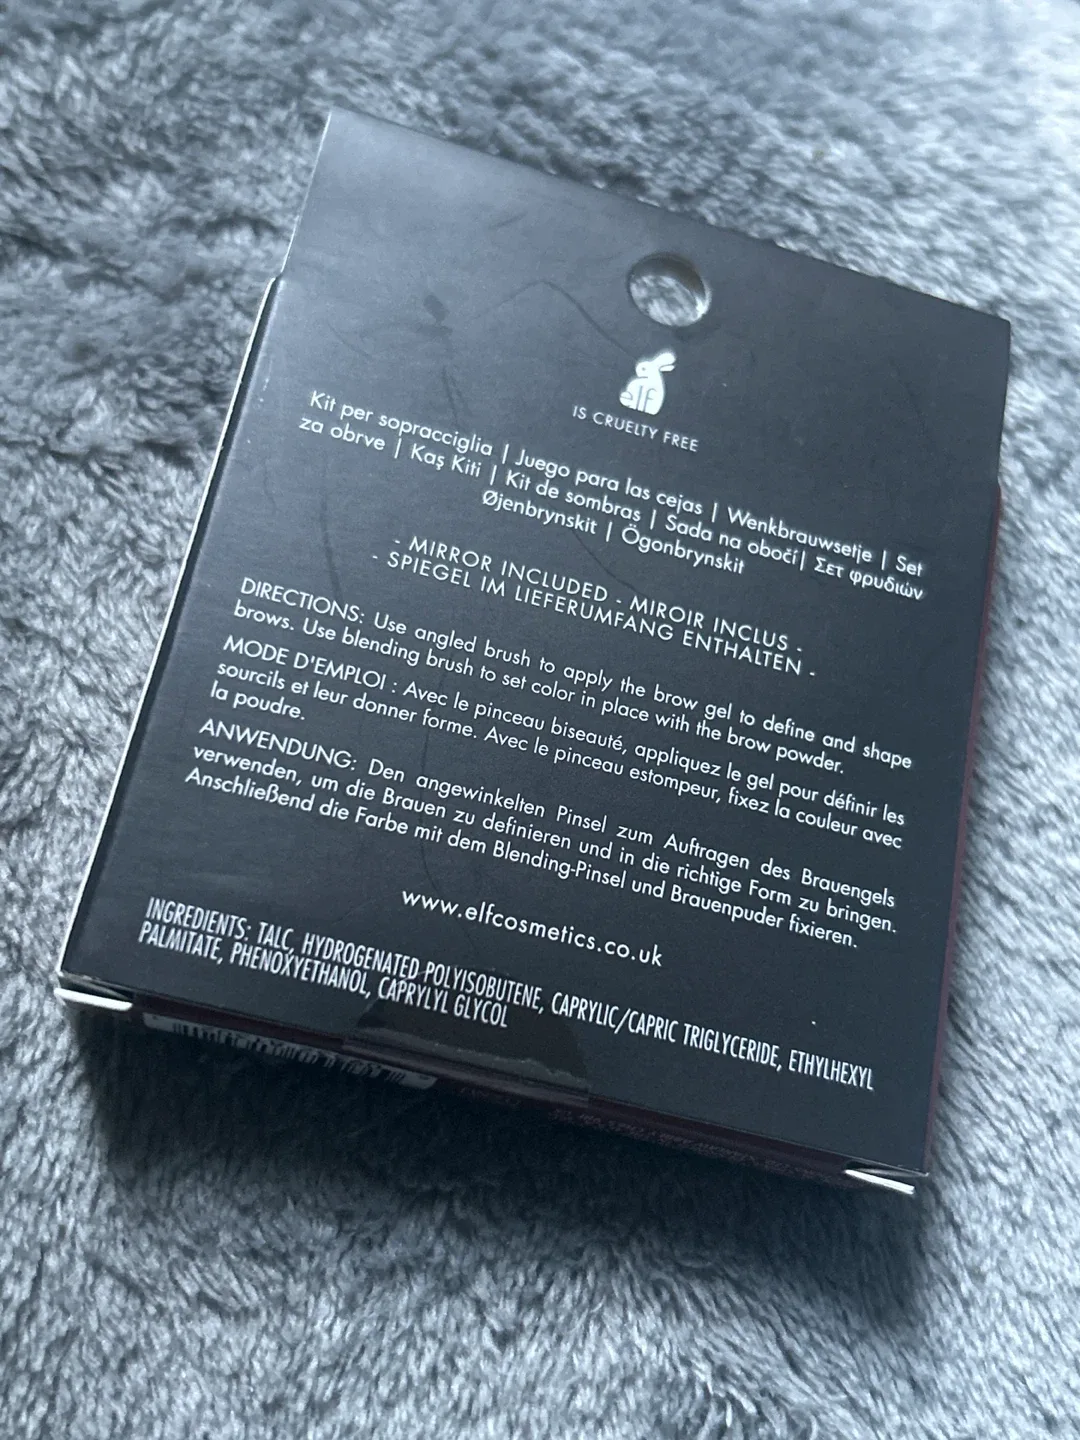 elf
IS CRUELTY FREE
Kit per sopracciglia | Juego para las cejas | Wenkbrauwsetje | Set
za obrve | Kaş Kiti | Kit de sombras | Sada na obočí| Σετ φρυδιών
Øjenbrynskit | Ögonbrynskit
- MIRROR INCLUDED - MIROIR INCLUS -
- SPIEGEL IM LIEFERUMFANG ENTHALTEN -
DIRECTIONS: Use angled brush to apply the brow gel to define and shape
brows. Use blending brush to set color in place with the brow powder.
MODE D'EMPLOI : Avec le pinceau biseauté, appliquez le gel pour définir les
sourcils et leur donner forme. Avec le pinceau estompeur, fixez la couleur avec
la poudre.
ANWENDUNG: Den angewinkelten Pinsel zum Auftragen des Brauengels
verwenden, um die Brauen zu definieren und in die richtige Form zu bringen.
Anschließend die Farbe mit dem Blending-Pinsel und Brauenpuder fixieren.
www.elfcosmetics.co.uk
INGREDIENTS: TALC, HYDROGENATED POLYISOBUTENE, CAPRYLIC/CAPRIC TRIGLYCERIDE, ETHYLHEXYL
PALMITATE, PHENOXYETHANOL, CAPRYLYL GLYCOL